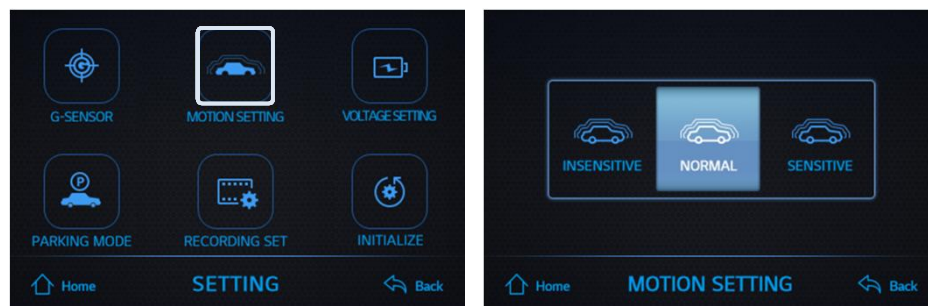 G-SENSOR
MOTION SETTING
VOLTAGE SETTING
P
PARKING MODE
RECORDING SET
INITIALIZE
Home
SETTING
Back
INSENSITIVE
NORMAL
SENSITIVE
Home
MOTION SETTING
Back